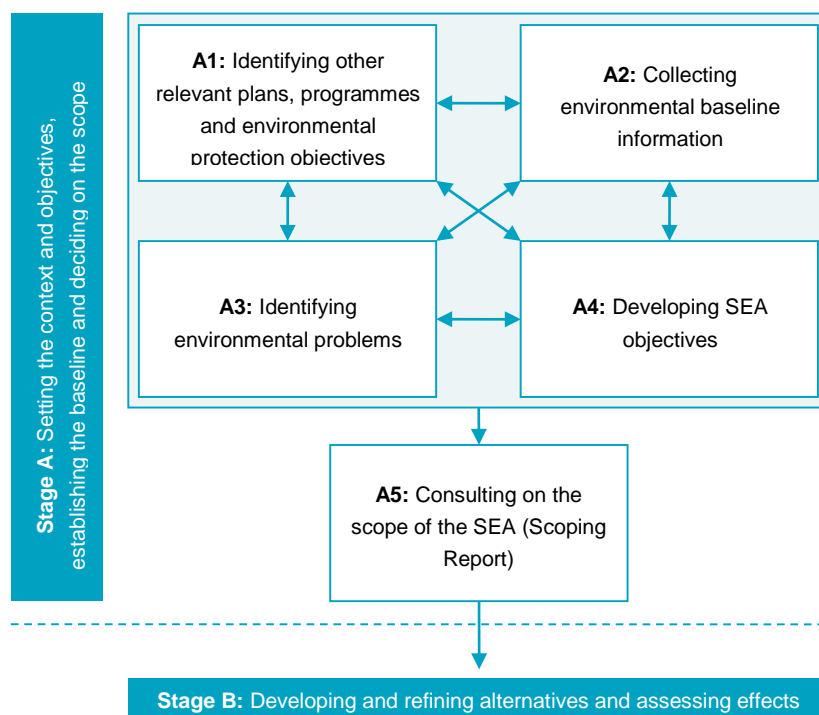 Stage A: Setting the context and objectives,
establishing the baseline and deciding on the scope
A1: Identifying other
relevant plans, programmes
and environmental
protection objectives
A2: Collecting
environmental baseline
information
A3: Identifying
environmental problems
A4: Developing SEA
objectives
A5: Consulting on the
scope of the SEA (Scoping
Report)
Stage B: Developing and refining alternatives and assessing effects